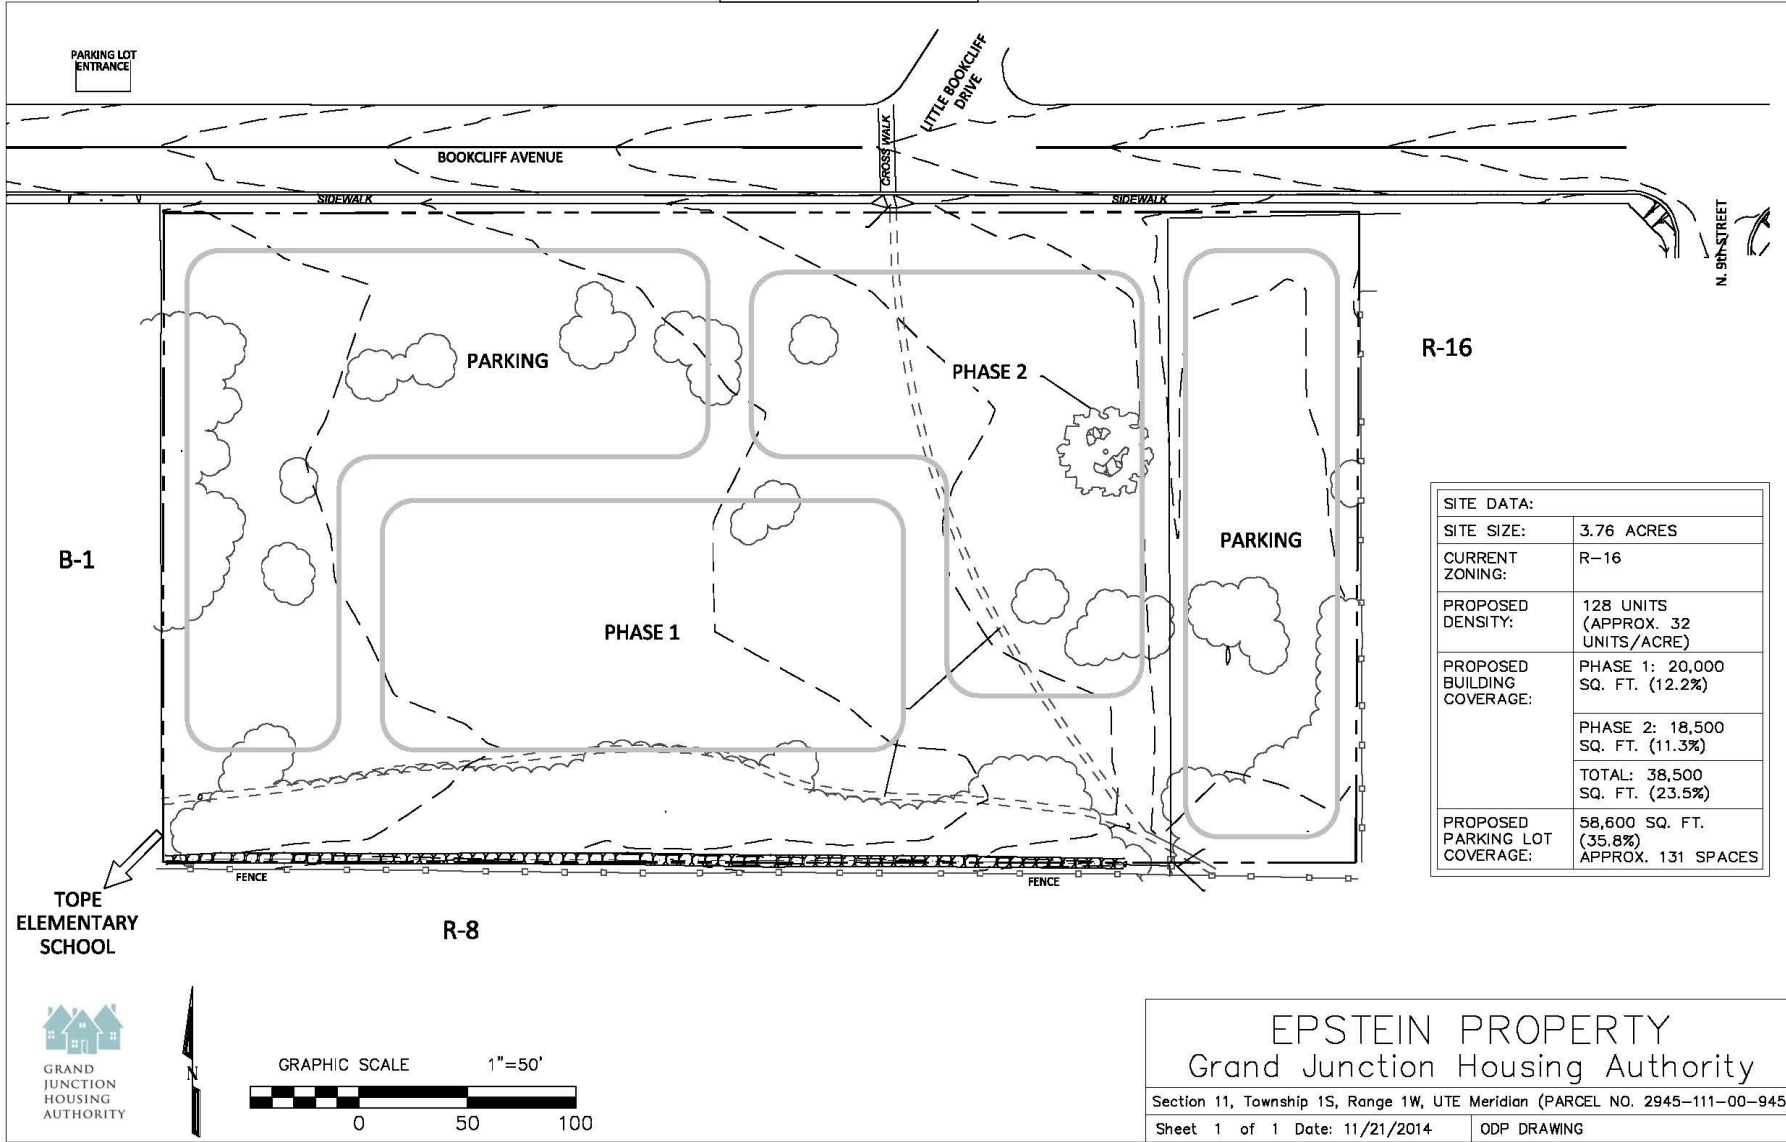 PARKING LOT
ENTRANCE
LITTLE BOOKCLIFF
DRIVE
CROSS WALK
BOOKCLIFF AVENUE
SIDEWALK
SIDEWALK
N. 9th STREET
PARKING
PHASE 2
R-16
PARKING
B-1
PHASE 1
SITE DATA:
SITE SIZE: 3.76 ACRES
CURRENT
ZONING:
R-16
PROPOSED
DENSITY:
128 UNITS
(APPROX. 32
UNITS/ACRE)
PROPOSED
BUILDING
COVERAGE:
PHASE 1: 20,000
SQ. FT. (12.2%)
PHASE 2: 18,500
SQ. FT. (11.3%)
TOTAL: 38,500
SQ. FT. (23.5%)
PROPOSED
PARKING LOT
COVERAGE:
58,600 SQ. FT.
(35.8%)
APPROX. 131 SPACES
FENCE
FENCE
TOPE
ELEMENTARY
SCHOOL
R-8
GRAND
JUNCTION
HOUSING
AUTHORITY
N
GRAPHIC SCALE 1"=50'
0 50 100
EPSTEIN PROPERTY
Grand Junction Housing Authority
Section 11, Township 1S, Range 1W, UTE Meridian (PARCEL NO. 2945-111-00-945
Sheet 1 of 1 Date: 11/21/2014
ODP DRAWING